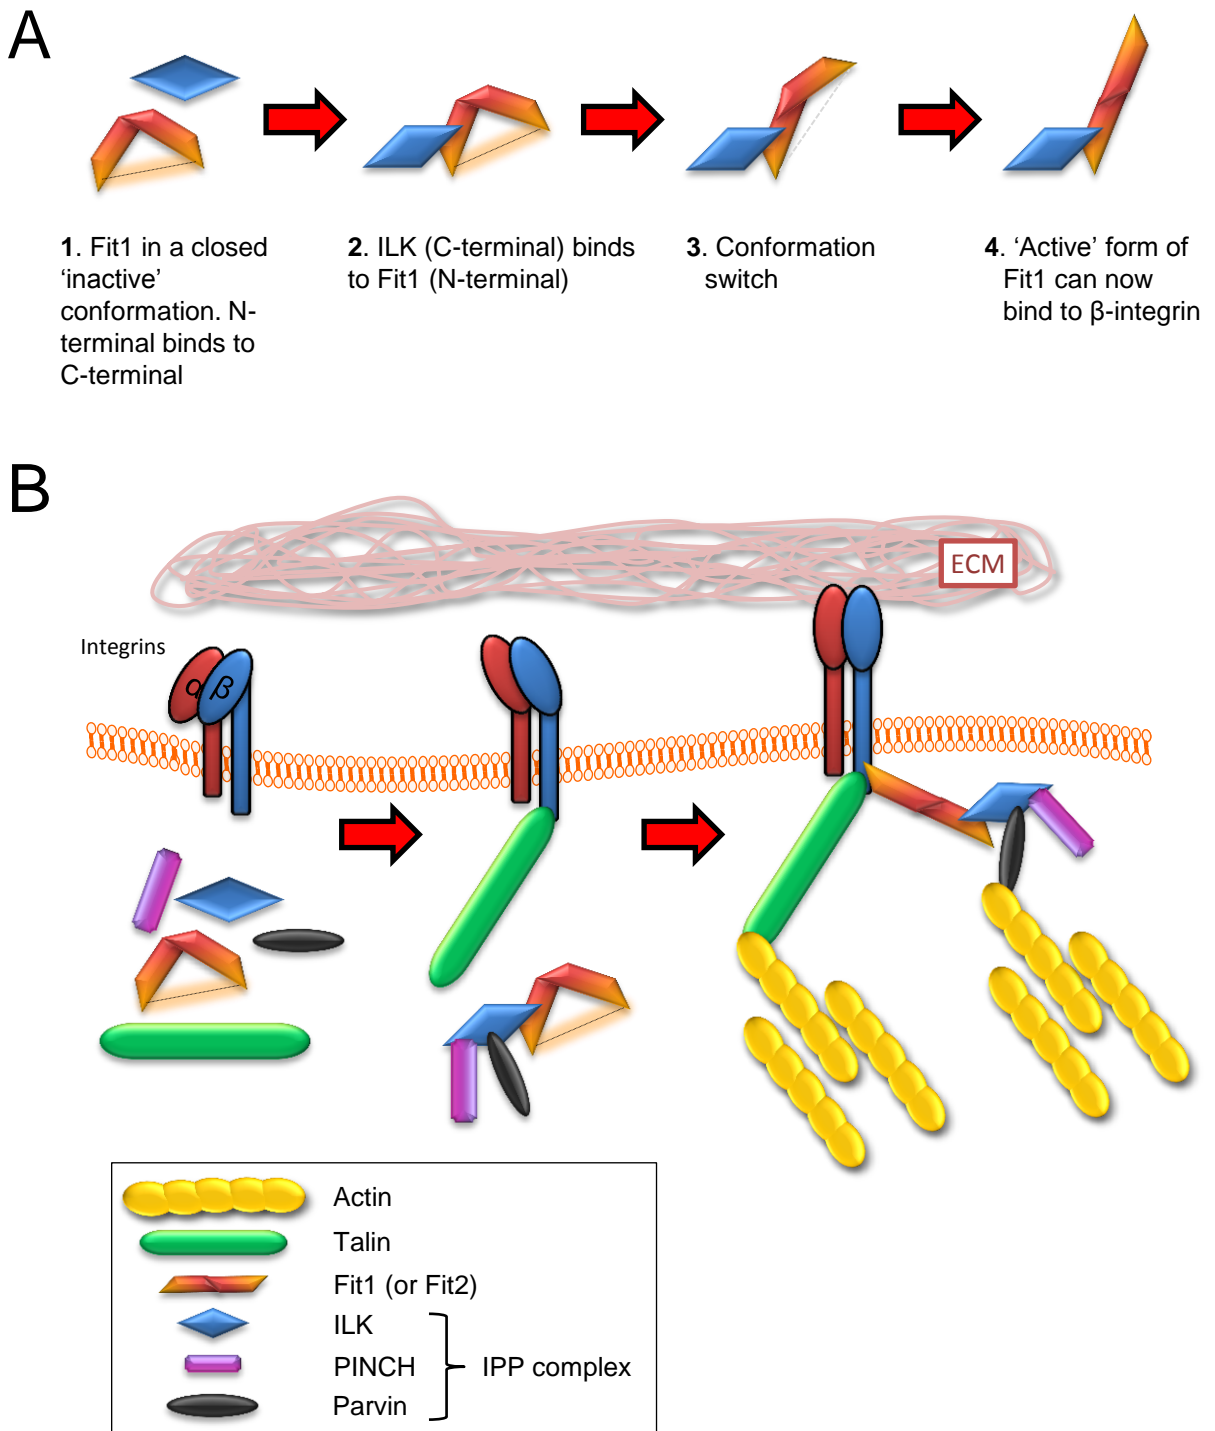 A
1. Fit1 in a closed
‘inactive’
conformation. N-
terminal binds to
C-terminal
2. ILK (C-terminal) binds
to Fit1 (N-terminal)
3. Conformation
switch
4. ‘Active’ form of
Fit1 can now
bind to β-integrin
B
ECM
Integrins
α β
Actin
Talin
Fit1 (or Fit2)
ILK
PINCH
IPP complex
Parvin